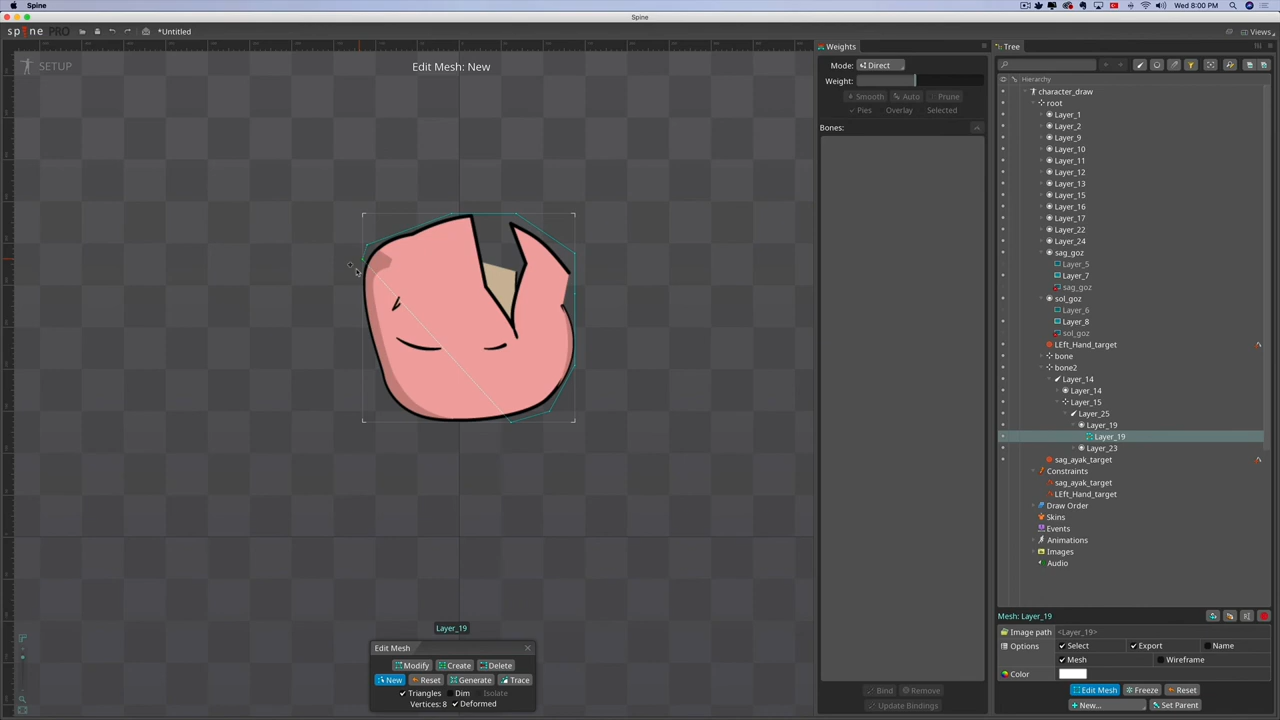 Spine
Wed 8:00 PM
Spine
spine PRO
*Untitled
Views
SETUP
Edit Mesh: New
Weights
Mode:
Direct
Weight:
Smooth
Auto
Prune
Pies
Overlay
Selected
Bones:
Bind
Remove
Update Bindings
Tree
Hierarchy
character_draw
root
Layer_1
Layer_2
Layer_9
Layer_10
Layer_11
Layer_12
Layer_13
Layer_15
Layer_16
Layer_17
Layer_22
Layer_24
sag_goz
Layer_5
Layer_7
sag_goz
sol_goz
Layer_6
Layer_8
sol_goz
LEft_Hand_target
bone
bone2
Layer_14
Layer_14
Layer_15
Layer_25
Layer_19
Layer_19
Layer_23
sag_ayak_target
Constraints
sag_ayak_target
LEft_Hand_target
Draw Order
Skins
Events
Animations
Images
Audio
Mesh: Layer_19
Image path
<Layer_19>
Options
Select
Export
Name
Mesh
Wireframe
Color
Edit Mesh
Freeze
Reset
New...
Set Parent
Layer_19
Edit Mesh
Modify
Create
Delete
New
Reset
Generate
Trace
Triangles
Dim
Isolate
Vertices: 8
Deformed